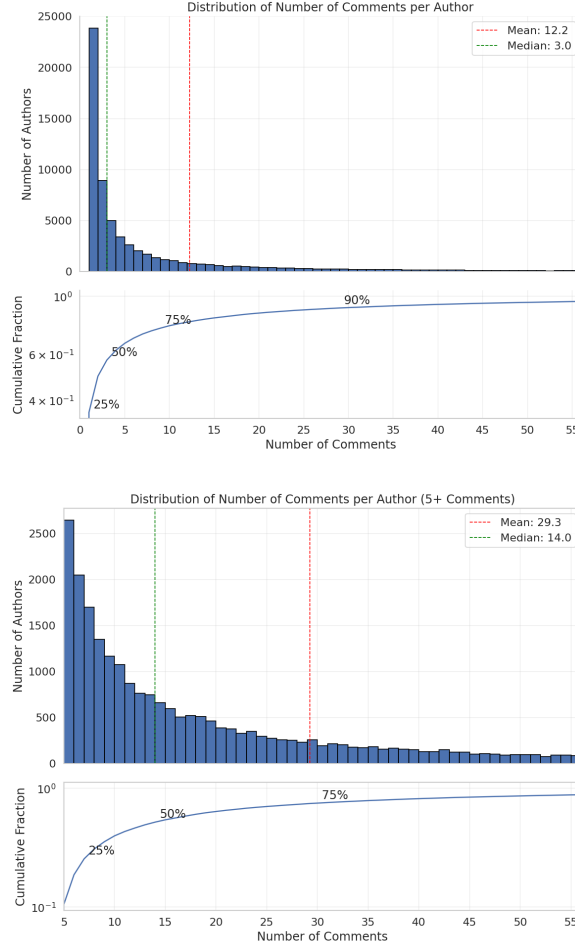 Distribution of Number of Comments per Author
Mean: 12.2
Median: 3.0
Number of Authors
25000
20000
15000
10000
5000
0
Cumulative Fraction
10⁰
6 × 10⁻¹
4 × 10⁻¹
25%
50%
75%
90%
0 5 10 15 20 25 30 35 40 45 50 55
Number of Comments
Distribution of Number of Comments per Author (5+ Comments)
Mean: 29.3
Median: 14.0
Number of Authors
2500
2000
1500
1000
500
0
Cumulative Fraction
10⁰
10⁻¹
25%
50%
75%
5 10 15 20 25 30 35 40 45 50 55
Number of Comments